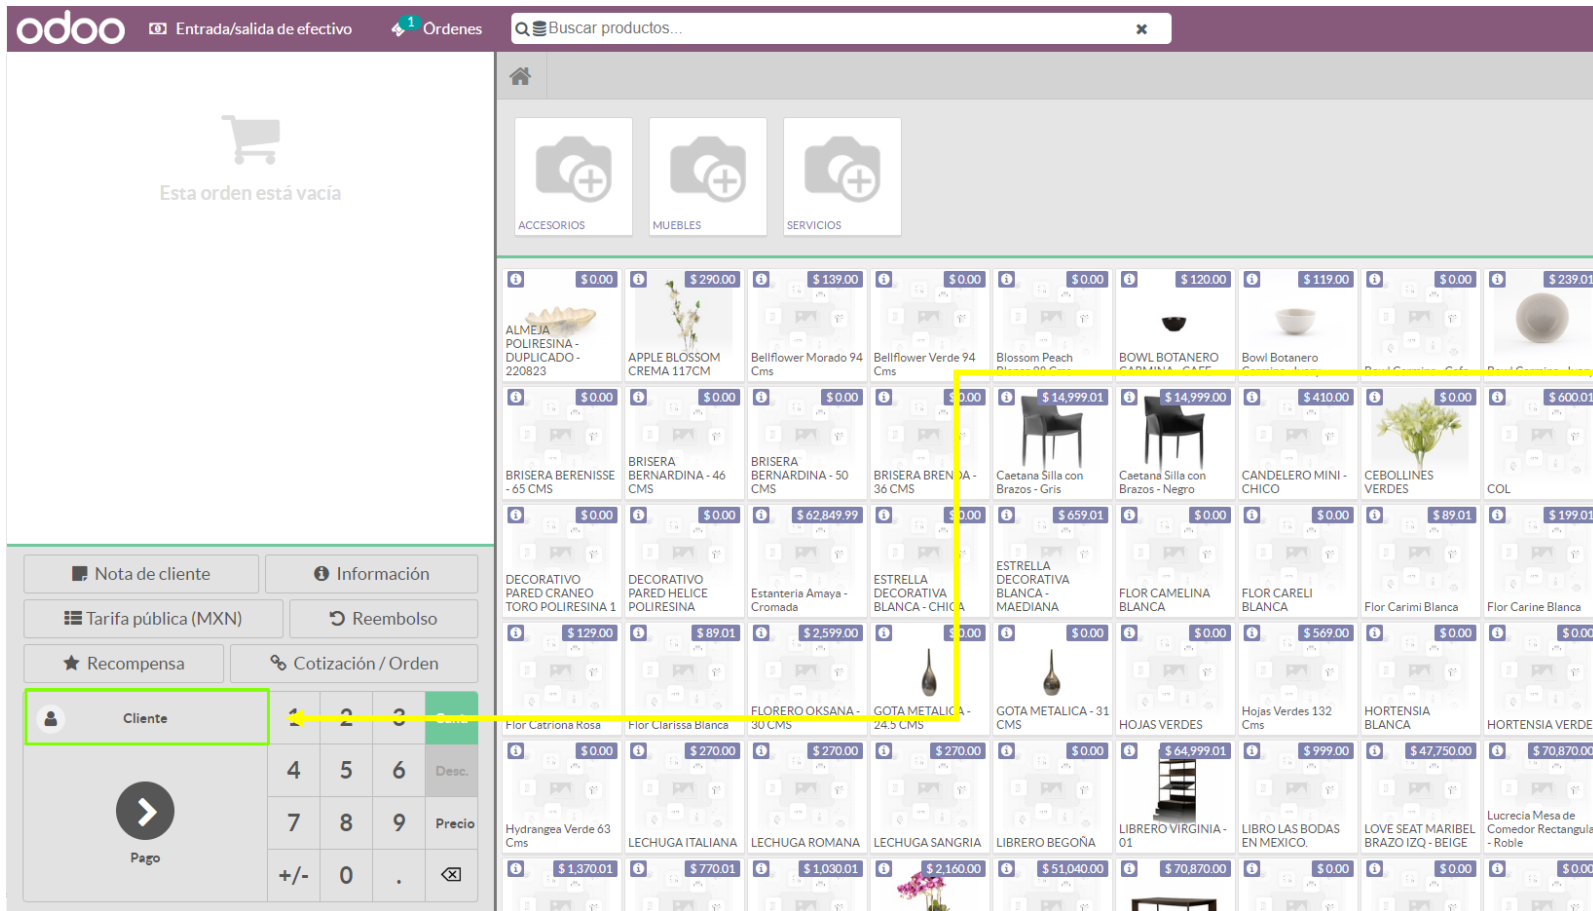 odoo
Entrada/salida de efectivo
1
Órdenes
Buscar productos...
Esta orden está vacía
ACCESORIOS
MUEBLES
SERVICIOS
$ 0.00
ALMEJA
POLIRESINA -
DUPLICADO -
220823
$ 290.00
APPLE BLOSSOM
CREMA 117CM
$ 139.00
Bellflower Morado 94
Cms
$ 0.00
Bellflower Verde 94
Cms
$ 0.00
Blossom Peach
$ 120.00
BOWL BOTANERO
$ 119.00
Bowl Botanero
$ 0.00
$ 239.01
$ 0.00
BRISERA BERENISSE
- 65 CMS
$ 0.00
BRISERA
BERNARDINA - 46
CMS
$ 0.00
BRISERA
BERNARDINA - 50
CMS
$ 0.00
BRISERA BRENDA -
36 CMS
$ 14,999.01
Caetana Silla con
Brazos - Gris
$ 14,999.00
Caetana Silla con
Brazos - Negro
$ 410.00
CANDELERO MINI -
CHICO
$ 0.00
CEBOLLINES
VERDES
$ 600.01
COL
$ 0.00
DECORATIVO
PARED CRANEO
TORO POLIRESINA 1
$ 0.00
DECORATIVO
PARED HELICE
POLIRESINA
$ 62,849.99
Estanteria Amaya -
Cromada
$ 0.00
ESTRELLA
DECORATIVA
BLANCA - CHICA
$ 659.01
ESTRELLA
DECORATIVA
BLANCA -
MAEDIANA
$ 0.00
FLOR CAMELINA
BLANCA
$ 0.00
FLOR CARELI
BLANCA
$ 89.01
Flor Carimi Blanca
$ 199.01
Flor Carine Blanca
$ 129.00
Flor Catriona Rosa
$ 89.01
Flor Clarissa Blanca
$ 2,599.00
FLORERO OKSANA -
30 CMS
$ 0.00
GOTA METALICA -
24.5 CMS
$ 0.00
GOTA METALICA - 31
CMS
$ 0.00
HOJAS VERDES
$ 569.00
Hojas Verdes 132
Cms
$ 0.00
HORTENSIA
BLANCA
$ 0.00
HORTENSIA VERDE
$ 0.00
Hydrangea Verde 63
Cms
$ 270.00
LECHUGA ITALIANA
$ 270.00
LECHUGA ROMANA
$ 270.00
LECHUGA SANGRIA
$ 0.00
LIBRERO BEGOÑA
$ 64,999.01
LIBRERO VIRGINIA -
01
$ 999.00
LIBRO LAS BODAS
EN MEXICO.
$ 47,750.00
LOVE SEAT MARIBEL
BRAZO IZQ - BEIGE
$ 70,870.00
Lucrecia Mesa de
Comedor Rectangula
- Roble
$ 1,370.01
$ 770.01
$ 1,030.01
$ 2,160.00
$ 51,040.00
$ 70,870.00
$ 0.00
$ 0.00
$ 0.00
Nota de cliente
Información
Tarifa pública (MXN)
Reembolso
Recompensa
Cotización / Orden
Cliente
1 2 3
4 5 6 Desc.
7 8 9 Precio
Pago
+/- 0 .